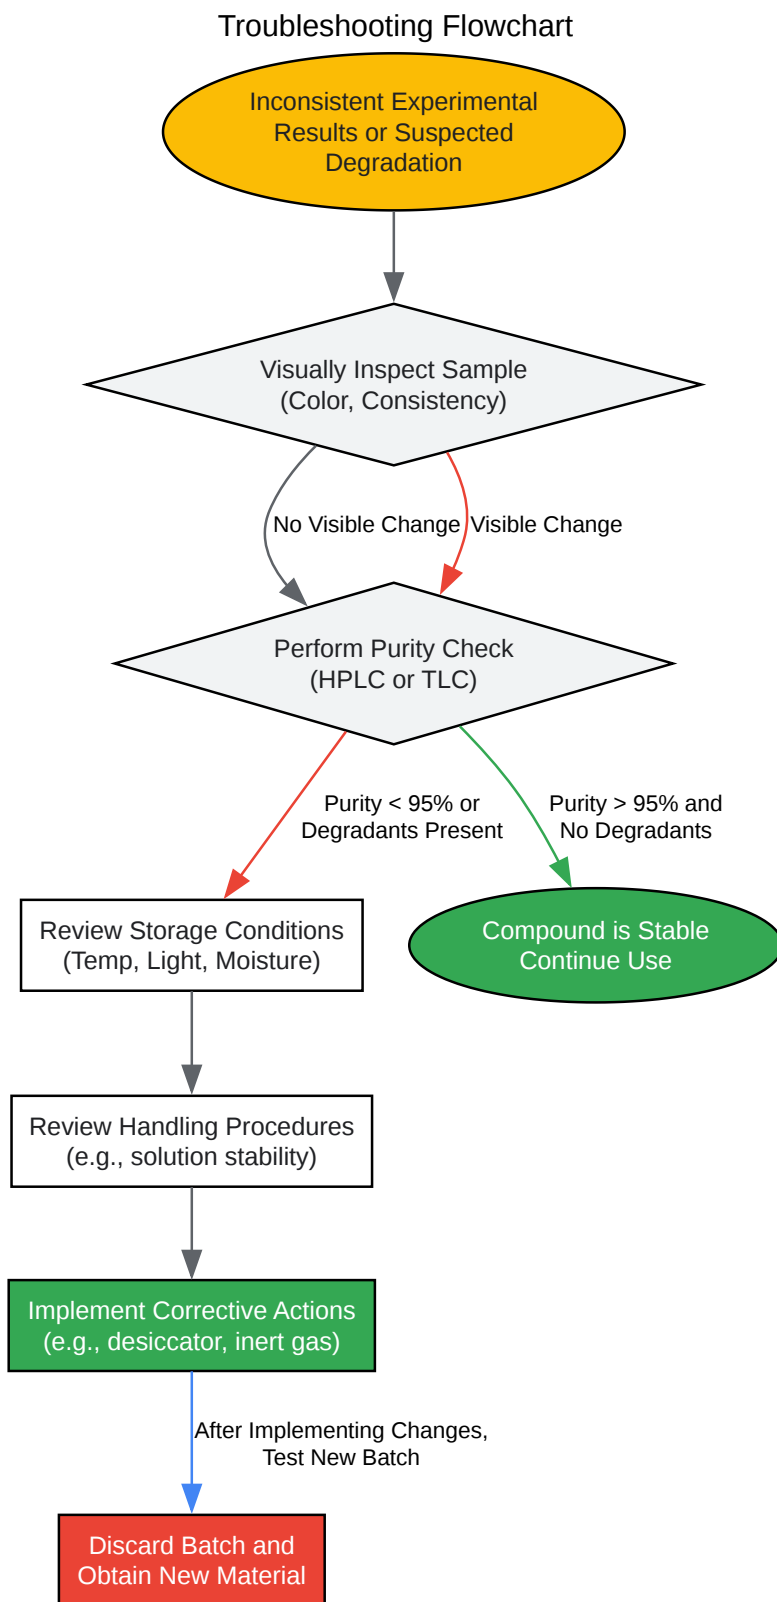 Troubleshooting Flowchart
Inconsistent Experimental
Results or Suspected
Degradation
Visually Inspect Sample
(Color, Consistency)
No Visible Change
Visible Change
Perform Purity Check
(HPLC or TLC)
Purity < 95% or
Degradants Present
Purity > 95% and
No Degradants
Review Storage Conditions
(Temp, Light, Moisture)
Compound is Stable
Continue Use
Review Handling Procedures
(e.g., solution stability)
Implement Corrective Actions
(e.g., desiccator, inert gas)
After Implementing Changes,
Test New Batch
Discard Batch and
Obtain New Material